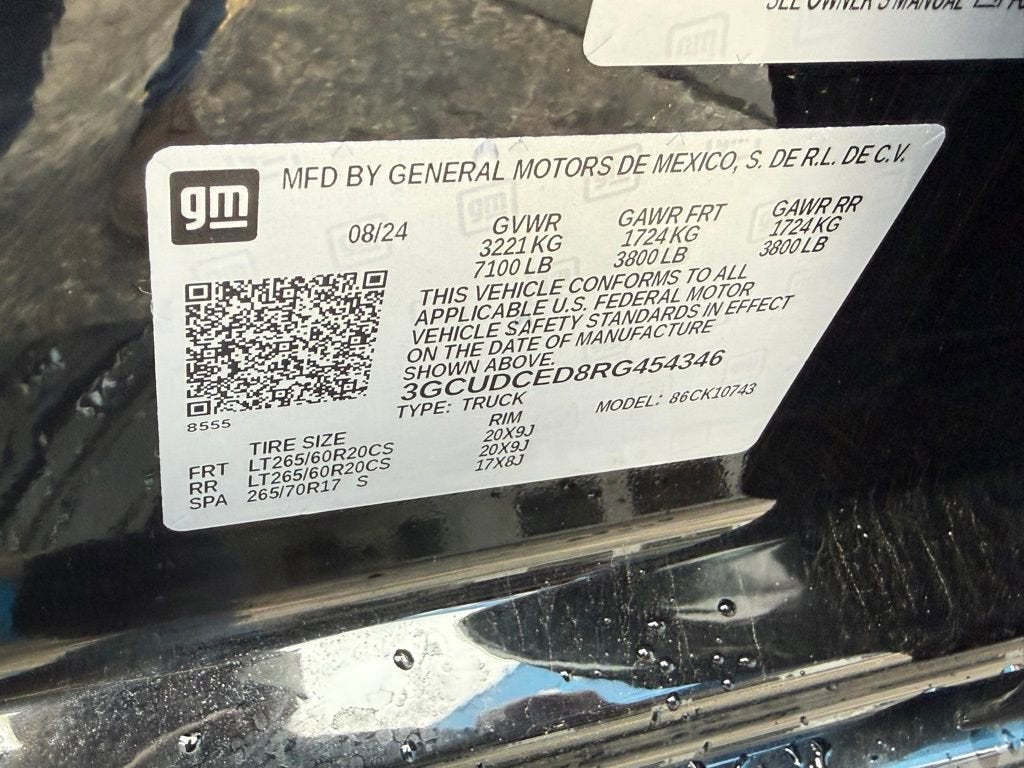 SEE OWNER'S MANUAL
gm
MFD BY GENERAL MOTORS DE MEXICO, S. DE R.L. DE C.V.
08/24 GVWR GAWR FRT GAWR RR
3221 KG 1724 KG 1724 KG
7100 LB 3800 LB 3800 LB
THIS VEHICLE CONFORMS TO ALL
APPLICABLE U.S. FEDERAL MOTOR
VEHICLE SAFETY STANDARDS IN EFFECT
ON THE DATE OF MANUFACTURE
SHOWN ABOVE.
3GCUDCED8RG454346
TYPE: TRUCK MODEL: 86CK10743
8555
TIRE SIZE RIM
FRT LT265/60R20CS 20X9J
RR LT265/60R20CS 20X9J
SPA 265/70R17 S 17X8J